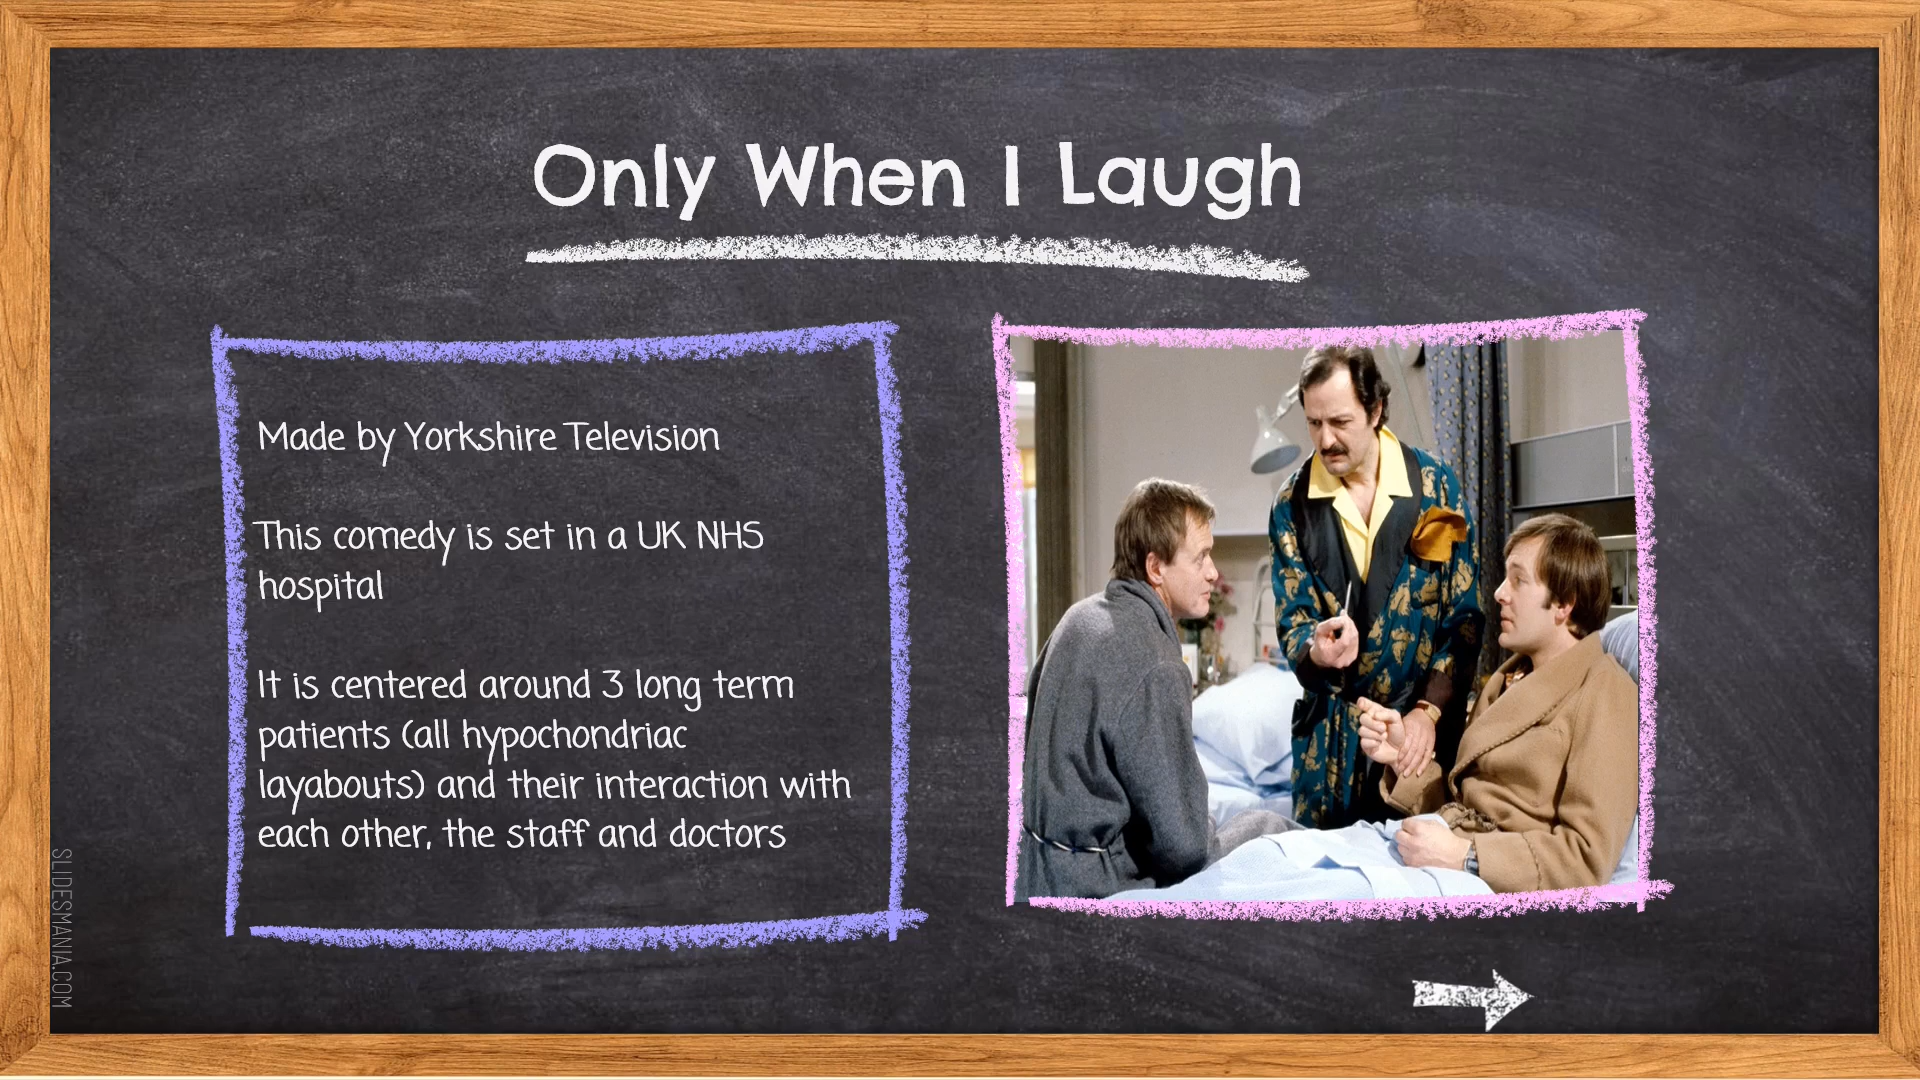 Only When I Laugh
Made by Yorkshire Television
This comedy is set in a UK NHS
hospital
It is centered around 3 long term
patients (all hypochondriac
layabouts) and their interaction with
each other, the staff and doctors
SLIDESMANIA.COM